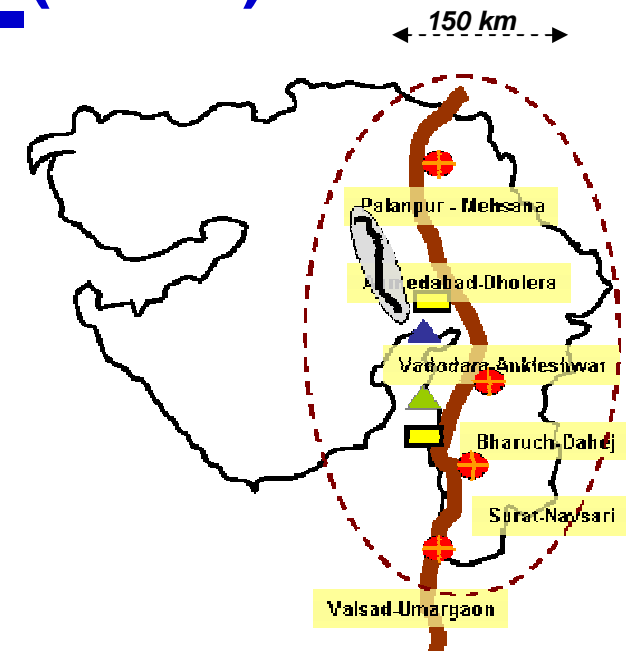 150 km
Palanpur - Mehsana
Ahmedabad-Dholera
Vadodara-Ankleshwar
Bharuch-Dahej
Surat-Navsari
Valsad-Umargaon